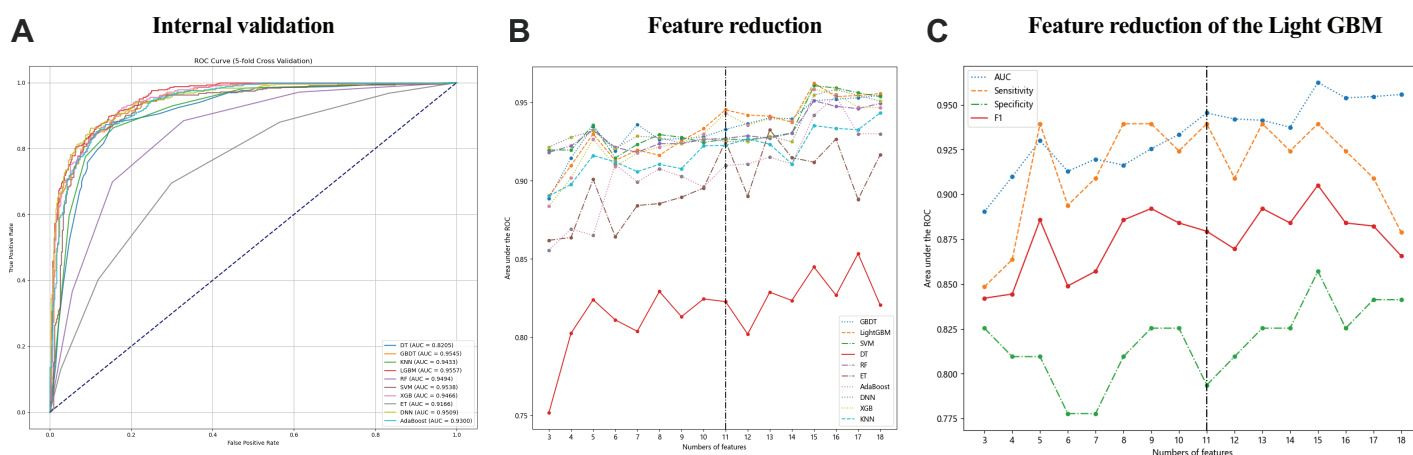 A
Internal validation
ROC Curve (5-fold Cross Validation)
True Positive Rate
1.0
0.8
0.6
0.4
0.2
0.0
0.0 0.2 0.4 0.6 0.8 1.0
False Positive Rate
DT (AUC = 0.8205)
GBDT (AUC = 0.9545)
KNN (AUC = 0.9433)
LGBM (AUC = 0.9557)
RF (AUC = 0.9494)
SVM (AUC = 0.9538)
XGB (AUC = 0.9466)
ET (AUC = 0.9166)
DNN (AUC = 0.9509)
AdaBoost (AUC = 0.9300)
B
Feature reduction
Area under the ROC
0.95
0.90
0.85
0.80
0.75
3 4 5 6 7 8 9 10 11 12 13 14 15 16 17 18
Numbers of features
GBDT
LightGBM
SVM
DT
RF
ET
AdaBoost
DNN
XGB
KNN
C
Feature reduction of the Light GBM
AUC
Sensitivity
Specificity
F1
Area under the ROC
0.950
0.925
0.900
0.875
0.850
0.825
0.800
0.775
3 4 5 6 7 8 9 10 11 12 13 14 15 16 17 18
Numbers of features